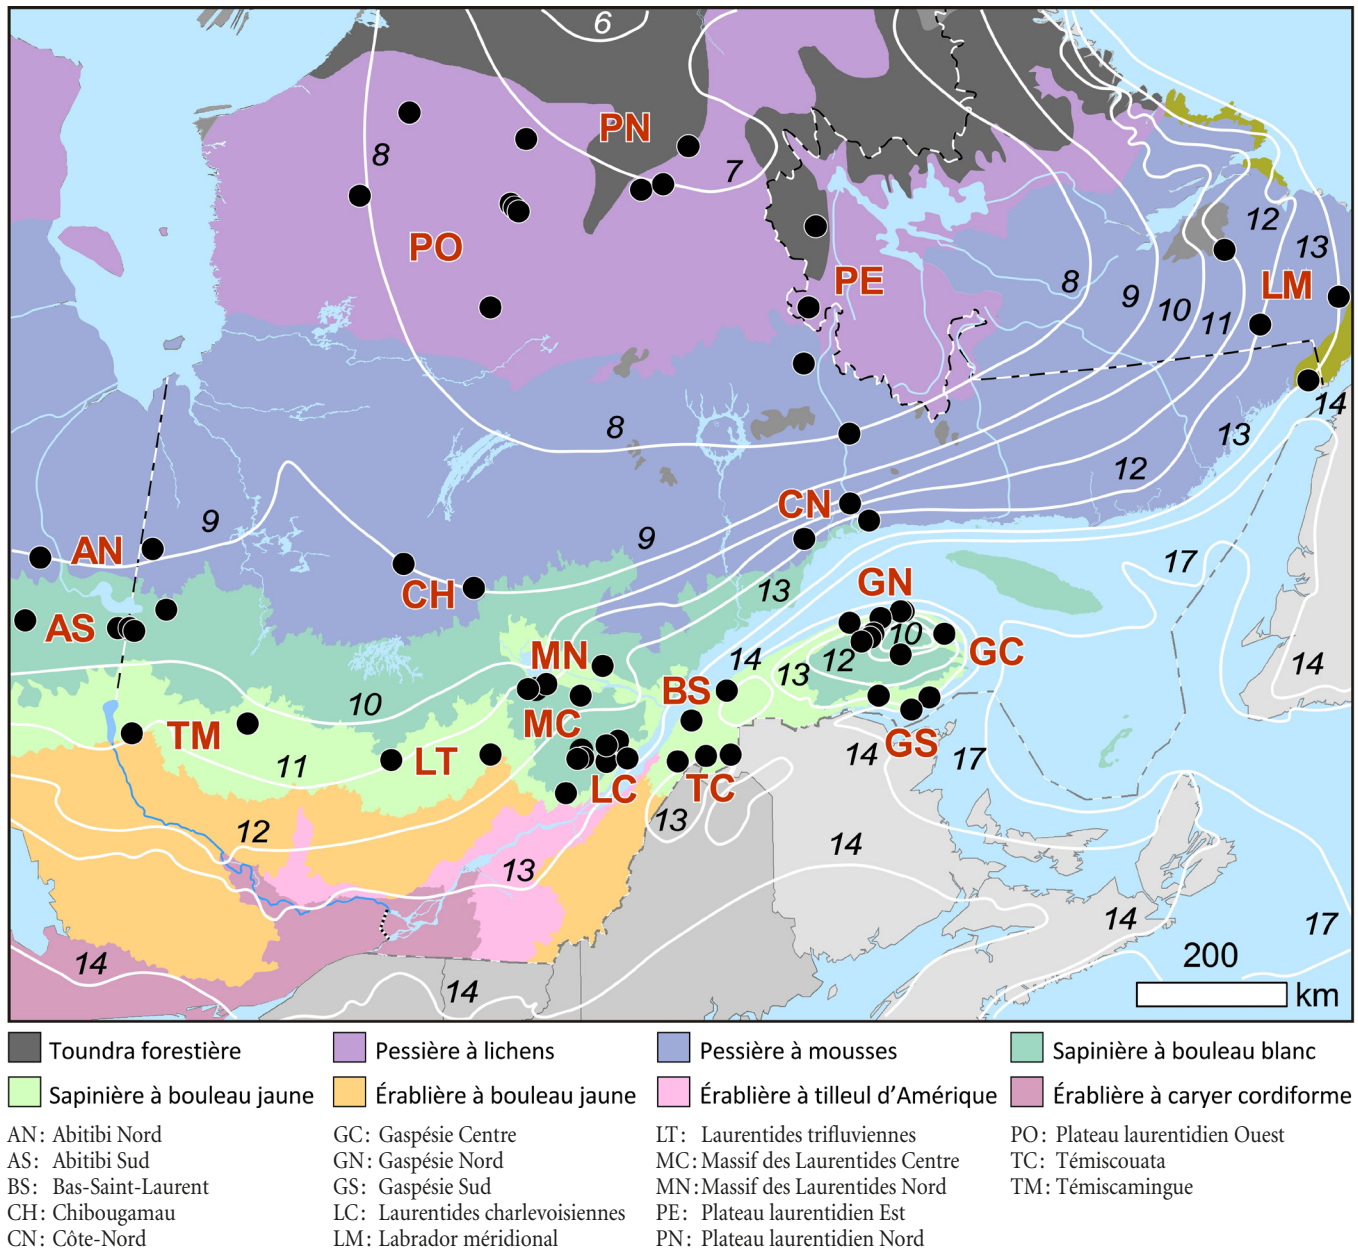 6
8
PN
7
PO
12
13
PE
8
LM
9
10
11
14
8
13
12
CN
9
9
AN
17
CH
13
GN
AS
10
MN
14
12
GC
13
14
BS
10
MC
TM
GS
14
LT
17
11
LC
TC
13
12
14
13
14
17
14
14
200
km
Toundra forestière
Pessière à lichens
Pessière à mousses
Sapinière à bouleau blanc
Sapinière à bouleau jaune
Érablière à bouleau jaune
Érablière à tilleul d’Amérique
Érablière à caryer cordiforme
AN: Abitibi Nord
AS: Abitibi Sud
BS: Bas-Saint-Laurent
CH: Chibougamau
CN: Côte-Nord
GC: Gaspésie Centre
GN: Gaspésie Nord
GS: Gaspésie Sud
LC: Laurentides charlevoisiennes
LM: Labrador méridional
LT: Laurentides trifluviennes
MC: Massif des Laurentides Centre
MN: Massif des Laurentides Nord
PE: Plateau laurentidien Est
PN: Plateau laurentidien Nord
PO: Plateau laurentidien Ouest
TC: Témiscouata
TM: Témiscamingue